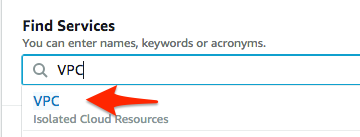 Find Services
You can enter names, keywords or acronyms.
VPC
VPC
Isolated Cloud Resources